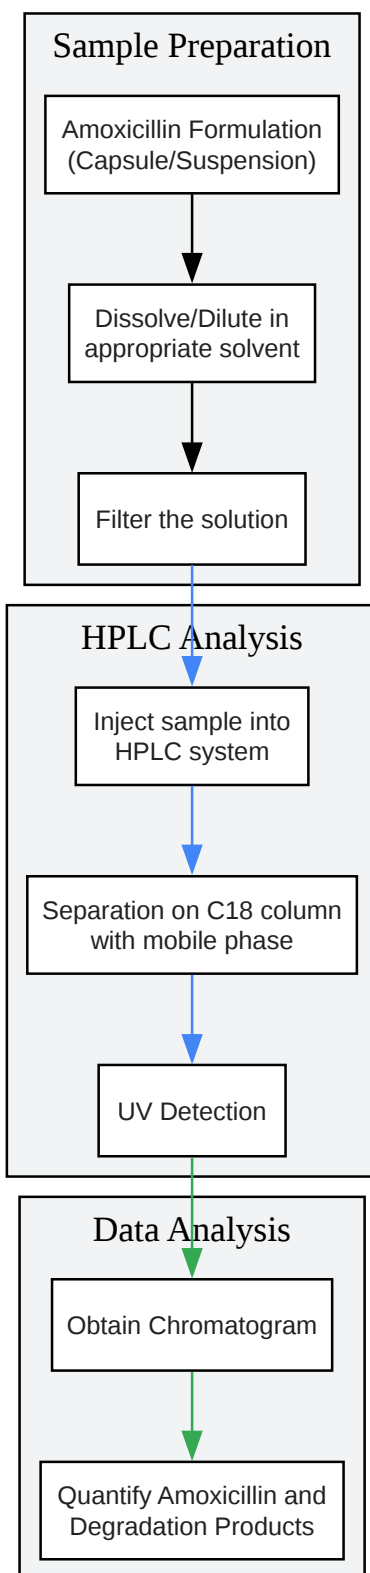 Sample Preparation
Amoxicillin Formulation
(Capsule/Suspension)
Dissolve/Dilute in
appropriate solvent
Filter the solution
HPLC Analysis
Inject sample into
HPLC system
Separation on C18 column
with mobile phase
UV Detection
Data Analysis
Obtain Chromatogram
Quantify Amoxicillin and
Degradation Products